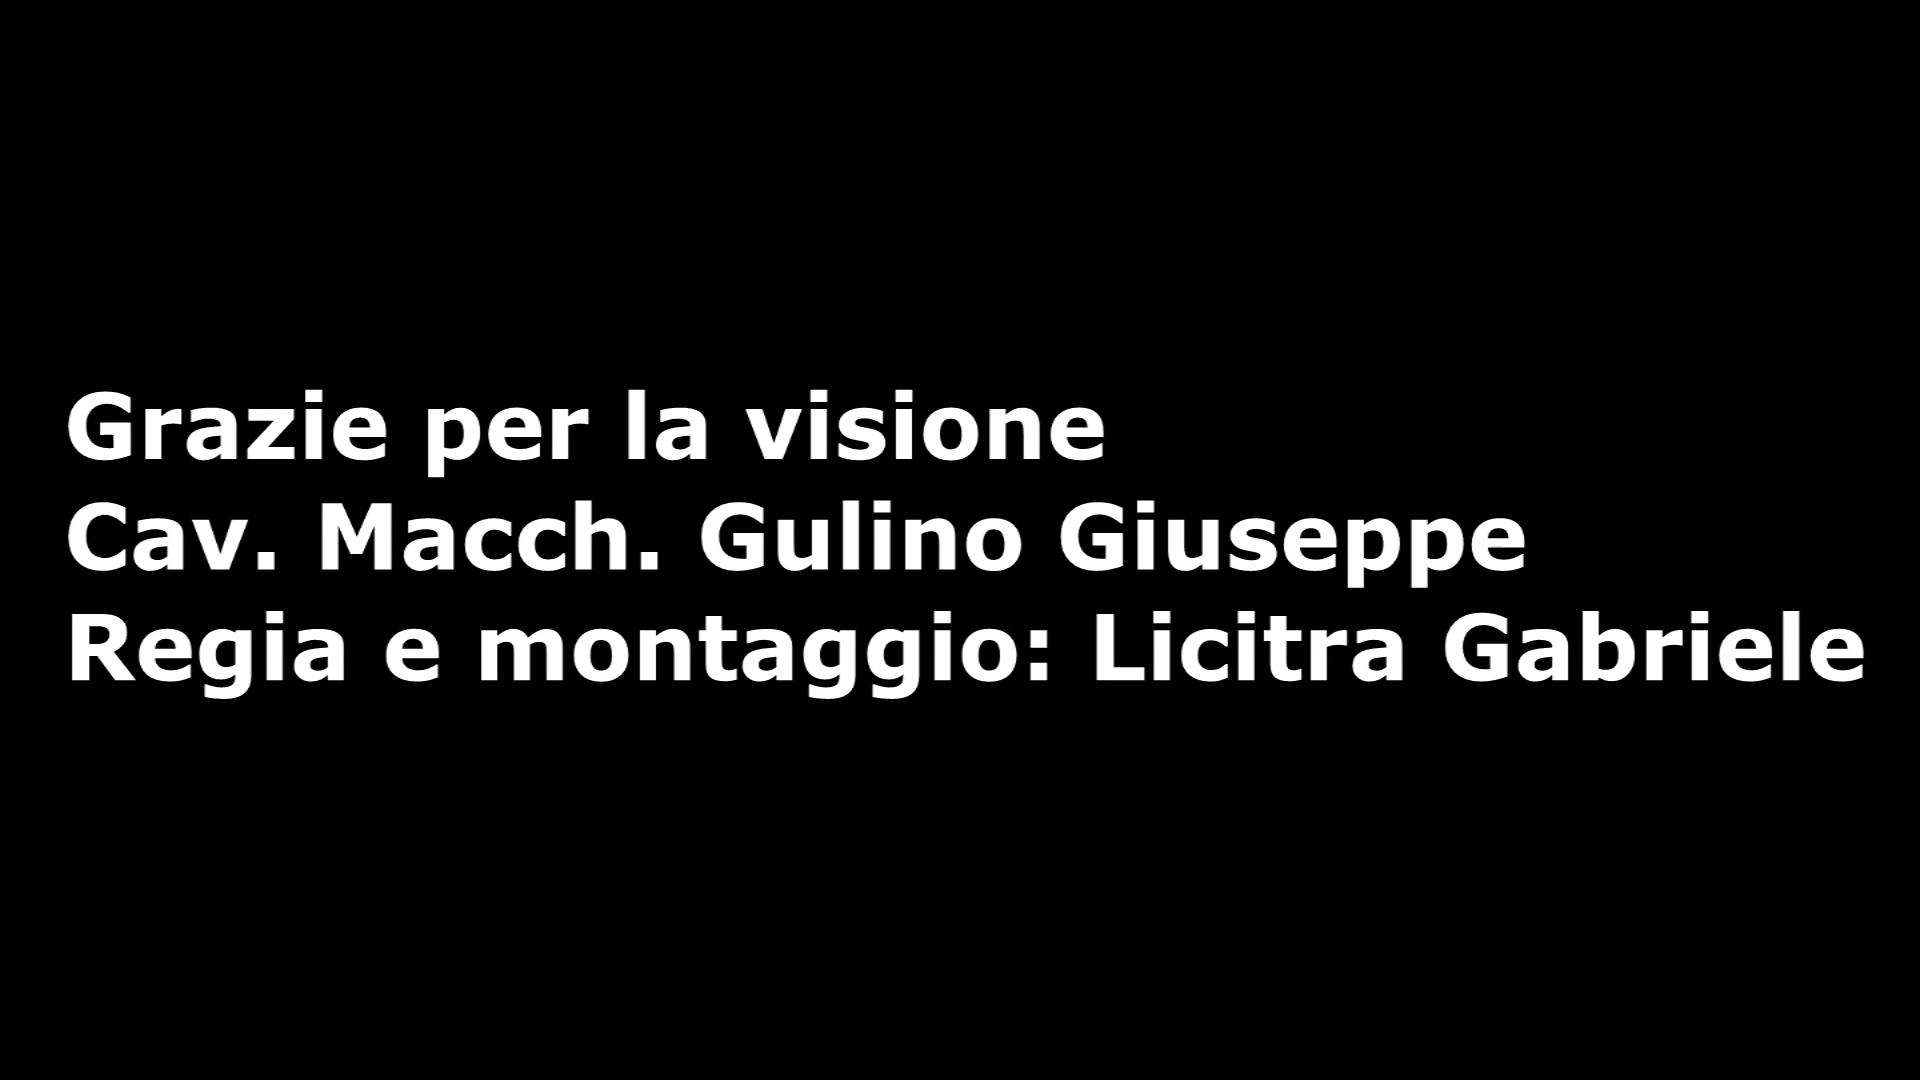 Grazie per la visione
Cav. Macch. Gulino Giuseppe
Regia e montaggio: Licitra Gabriele